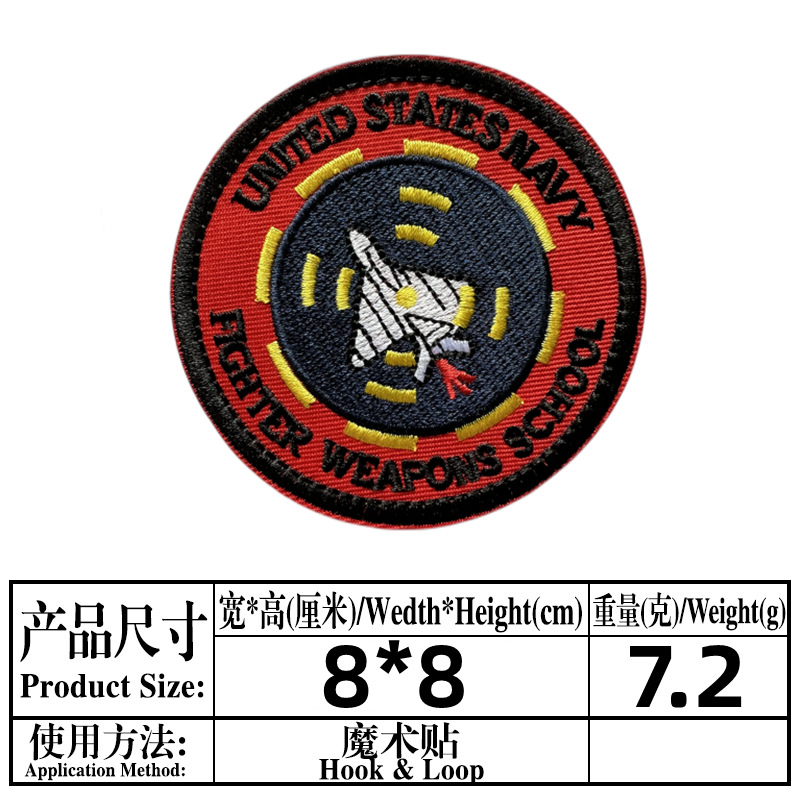 UNITED STATES NAVY
FIGHTER WEAPONS SCHOOL
产品尺寸
Product Size:
宽*高(厘米)/Wedth*Height(cm)
重量(克)/Weight(g)
8*8
7.2
使用方法:
Application Method:
魔术贴
Hook & Loop